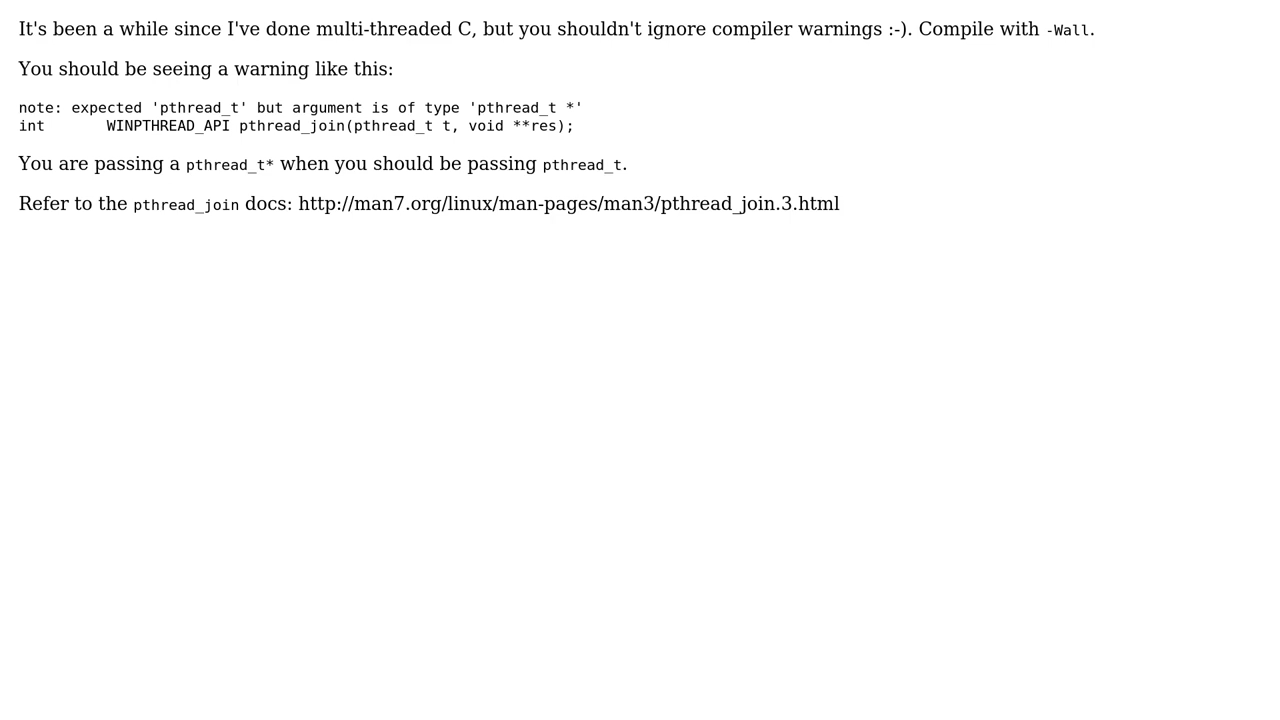 It's been a while since I've done multi-threaded C, but you shouldn't ignore compiler warnings :-). Compile with -Wall.
You should be seeing a warning like this:
note: expected 'pthread_t' but argument is of type 'pthread_t *'
int       WINPTHREAD_API pthread_join(pthread_t t, void **res);
You are passing a pthread_t* when you should be passing pthread_t.
Refer to the pthread_join docs: http://man7.org/linux/man-pages/man3/pthread_join.3.html